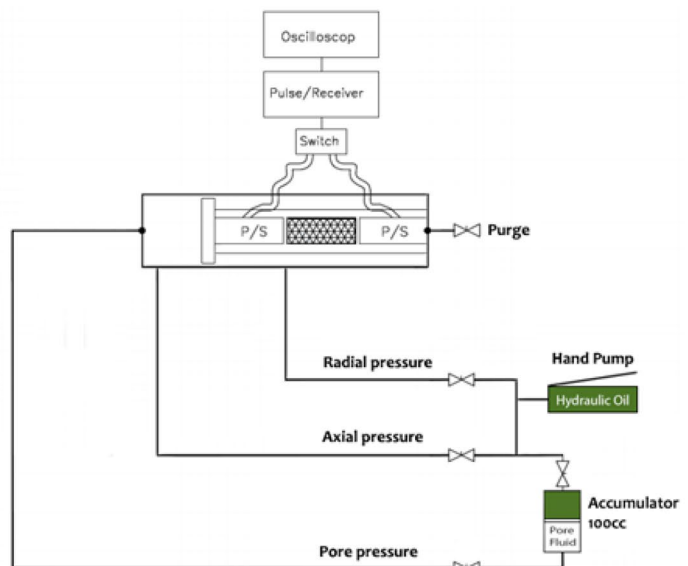 Oscilloscop
Pulse/Receiver
Switch
P/S
P/S
Purge
Radial pressure
Hand Pump
Hydraulic Oil
Axial pressure
Accumulator
100cc
Pore
Fluid
Pore pressure